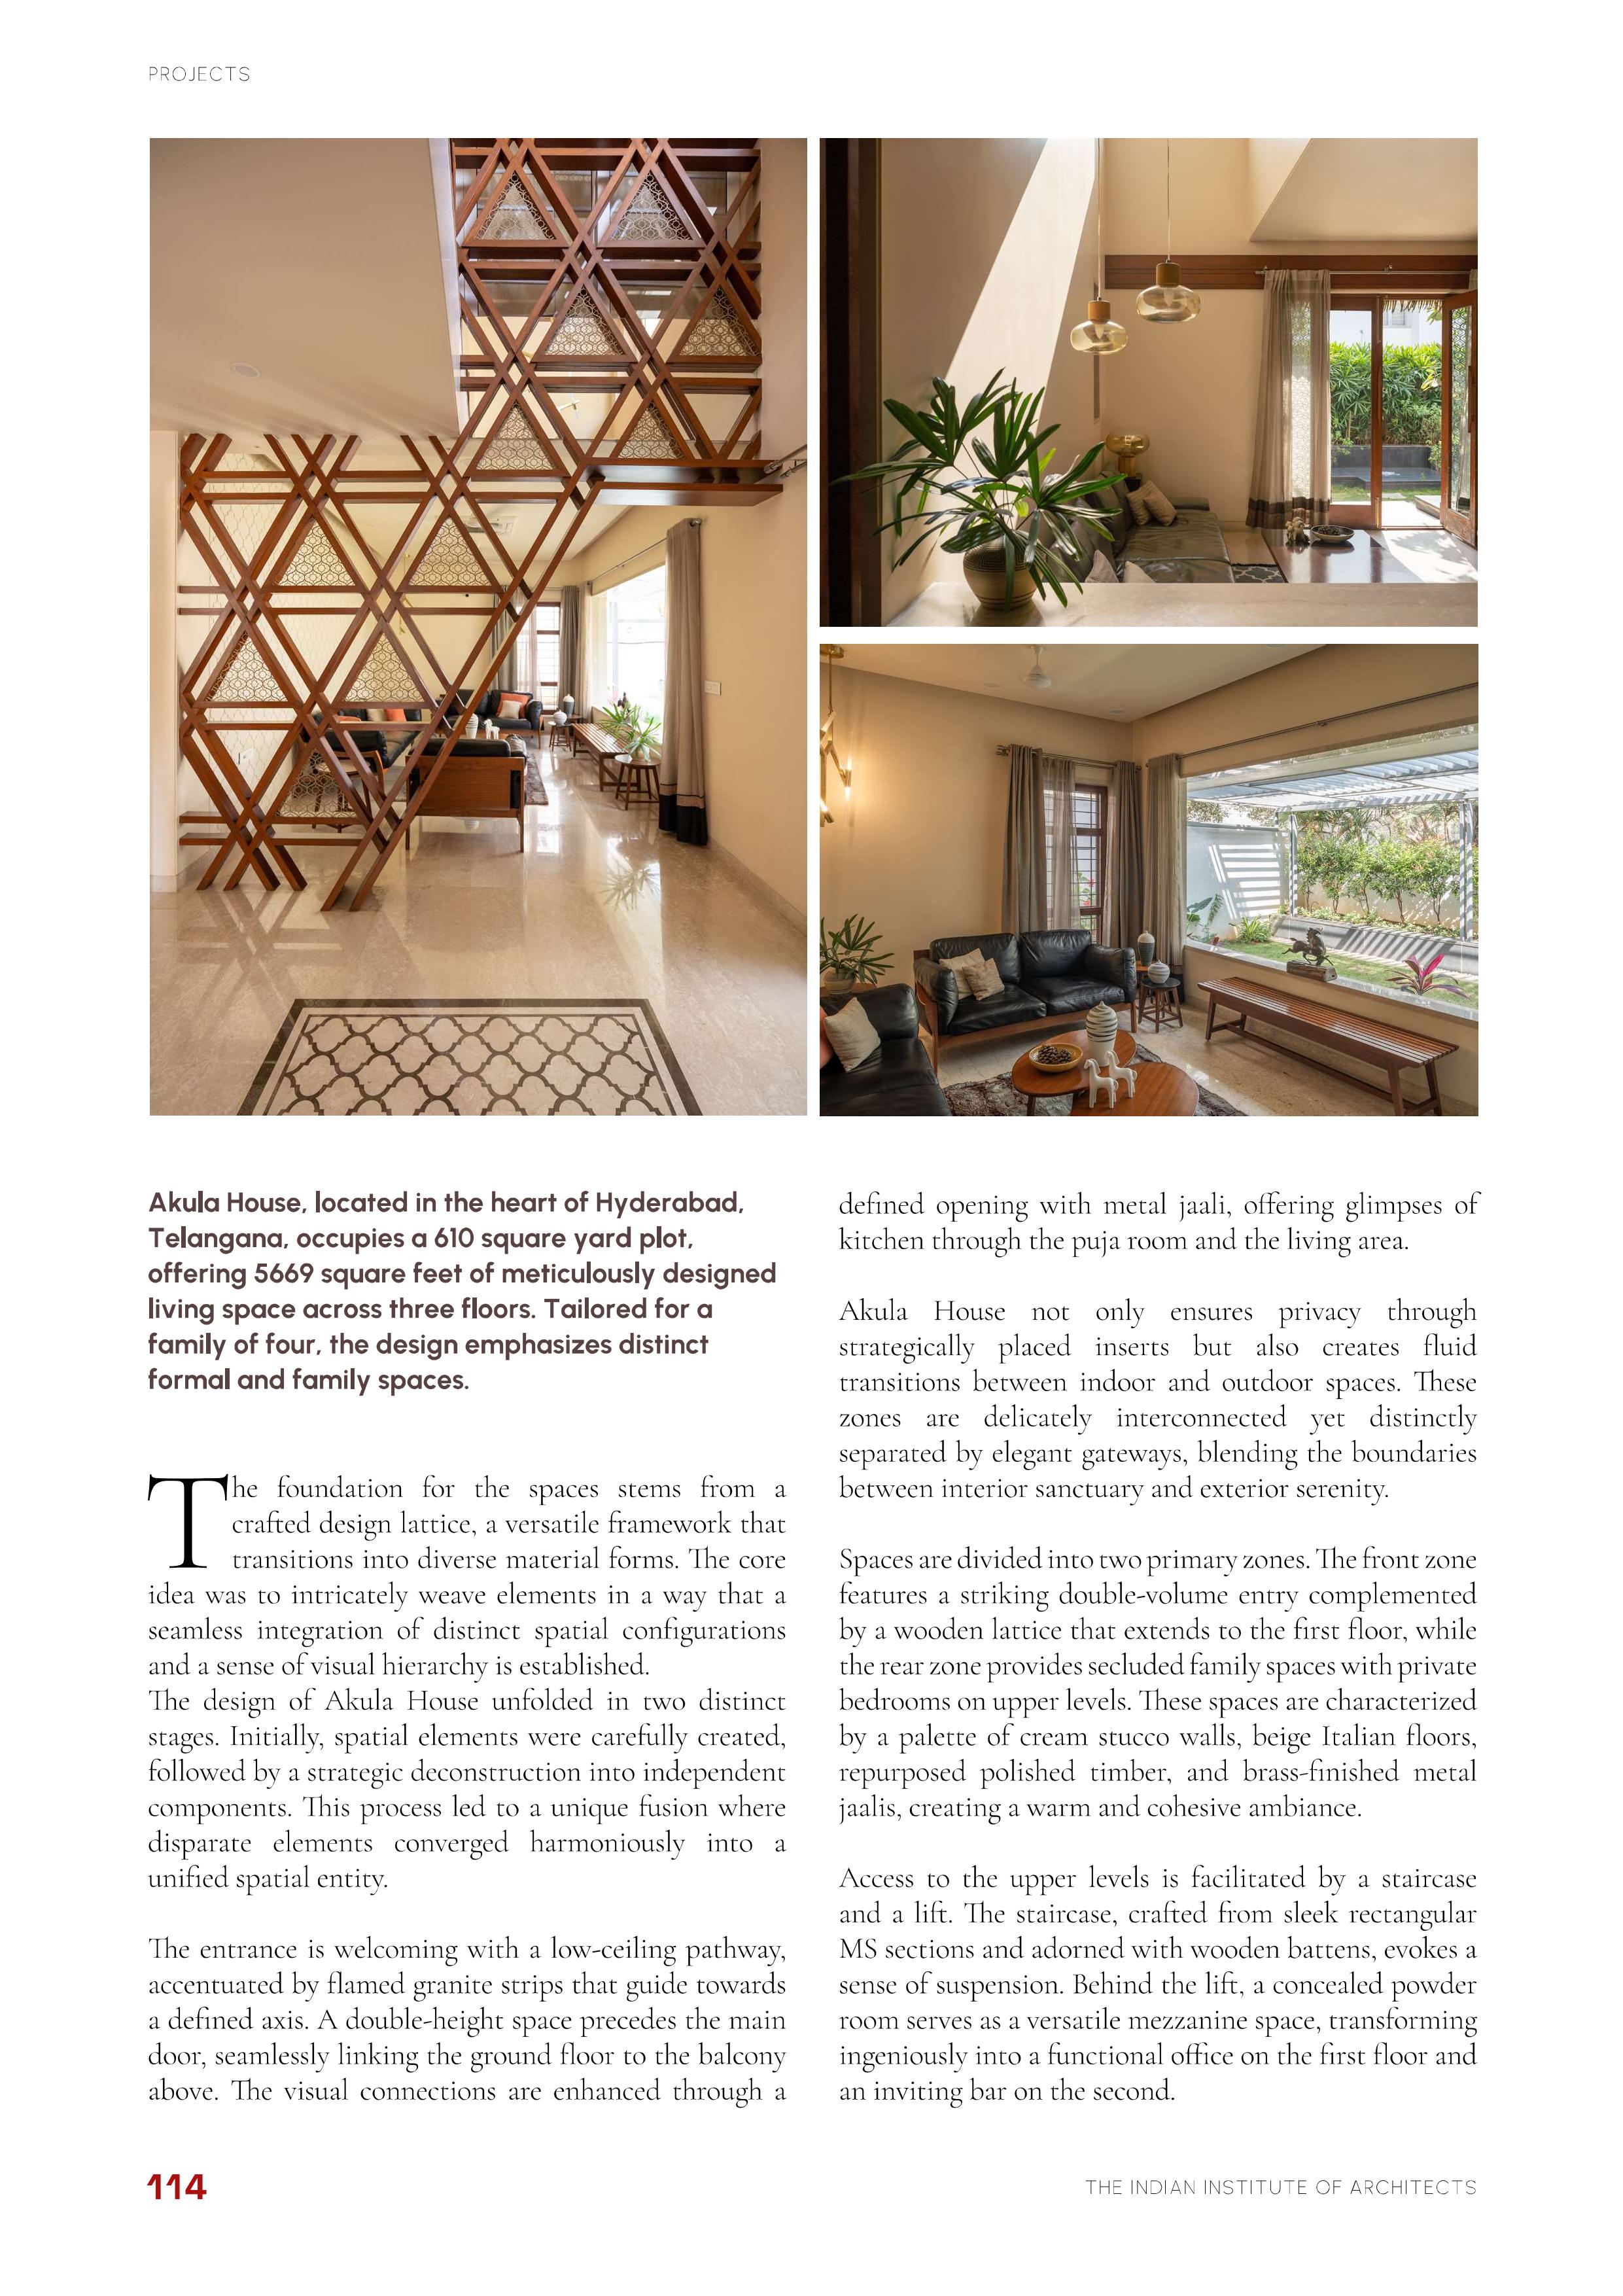 PROJECTS
Akula House, located in the heart of Hyderabad,
Telangana, occupies a 610 square yard plot,
offering 5669 square feet of meticulously designed
living space across three floors. Tailored for a
family of four, the design emphasizes distinct
formal and family spaces.
The foundation for the spaces stems from a
crafted design lattice, a versatile framework that
transitions into diverse material forms. The core
idea was to intricately weave elements in a way that a
seamless integration of distinct spatial configurations
and a sense of visual hierarchy is established.
The design of Akula House unfolded in two distinct
stages. Initially, spatial elements were carefully created,
followed by a strategic deconstruction into independent
components. This process led to a unique fusion where
disparate elements converged harmoniously into a
unified spatial entity.
The entrance is welcoming with a low-ceiling pathway,
accentuated by flamed granite strips that guide towards
a defined axis. A double-height space precedes the main
door, seamlessly linking the ground floor to the balcony
above. The visual connections are enhanced through a
defined opening with metal jaali, offering glimpses of
kitchen through the puja room and the living area.
Akula House not only ensures privacy through
strategically placed inserts but also creates fluid
transitions between indoor and outdoor spaces. These
zones are delicately interconnected yet distinctly
separated by elegant gateways, blending the boundaries
between interior sanctuary and exterior serenity.
Spaces are divided into two primary zones. The front zone
features a striking double-volume entry complemented
by a wooden lattice that extends to the first floor, while
the rear zone provides secluded family spaces with private
bedrooms on upper levels. These spaces are characterized
by a palette of cream stucco walls, beige Italian floors,
repurposed polished timber, and brass-finished metal
jaalis, creating a warm and cohesive ambiance.
Access to the upper levels is facilitated by a staircase
and a lift. The staircase, crafted from sleek rectangular
MS sections and adorned with wooden battens, evokes a
sense of suspension. Behind the lift, a concealed powder
room serves as a versatile mezzanine space, transforming
ingeniously into a functional office on the first floor and
an inviting bar on the second.
114
THE INDIAN INSTITUTE OF ARCHITECTS